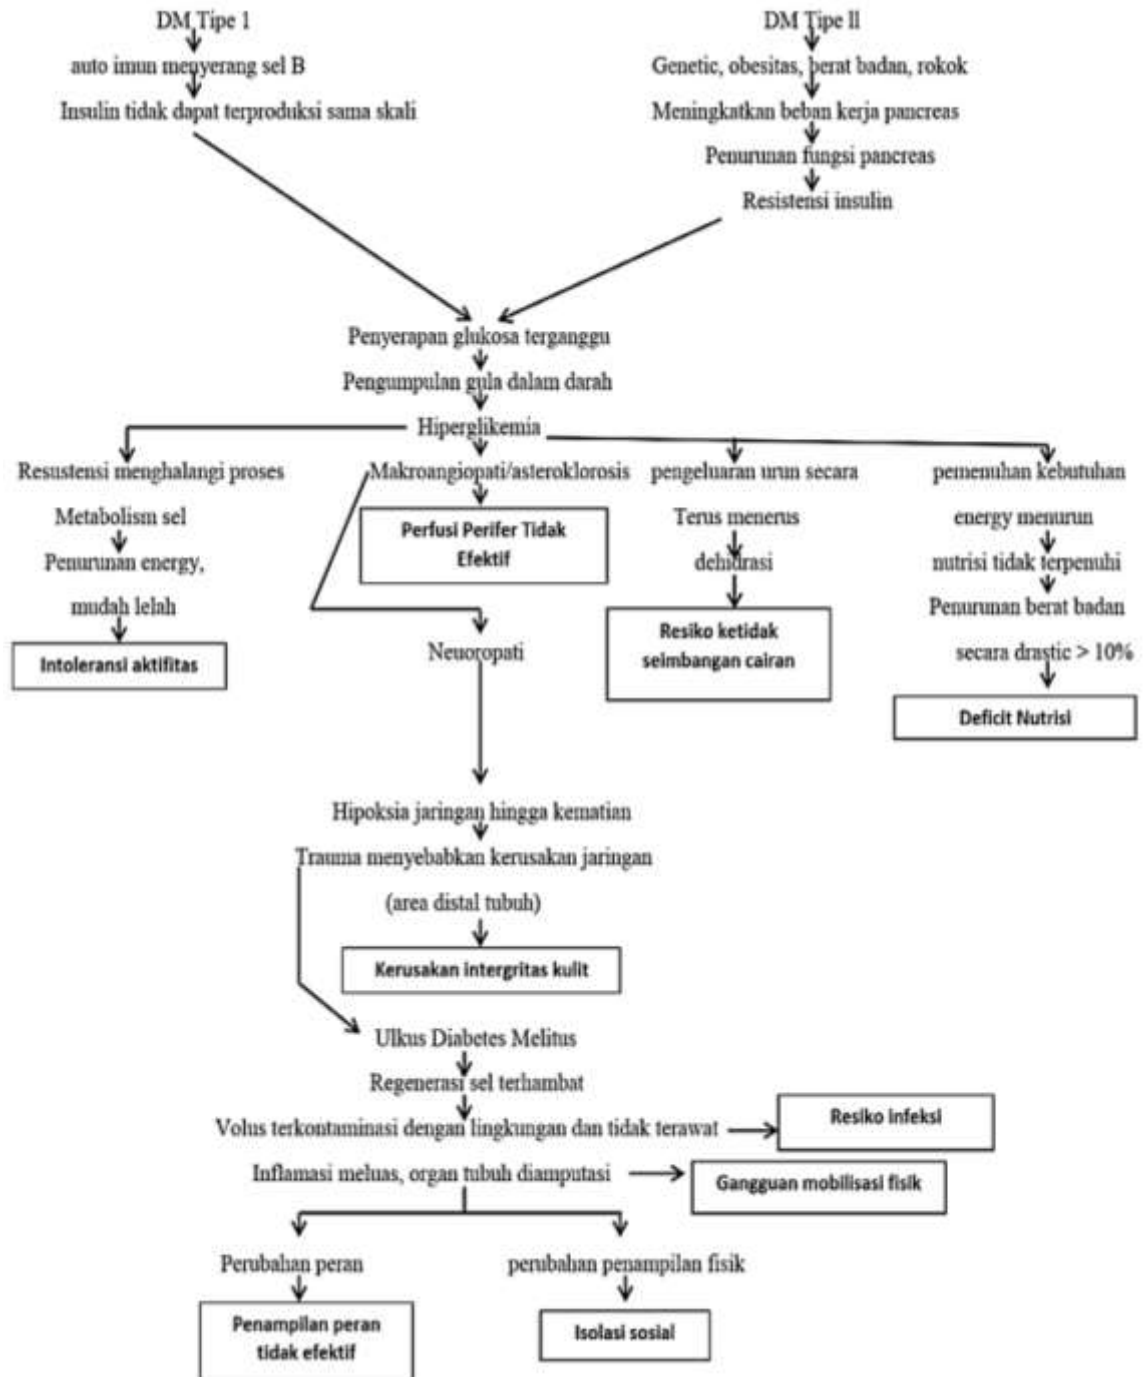 DM Tipe 1
DM Tipe ll
auto imun menyerang sel B
Genetic, obesitas, berat badan, rokok
Insulin tidak dapat terproduksi sama skali
Meningkatkan beban kerja pancreas
Penurunan fungsi pancreas
Resistensi insulin
Penyerapan glukosa terganggu
Pengumpulan gula dalam darah
Hiperglikemia
Resustensi menghalangi proses
Metabolism sel
Penurunan energy,
mudah lelah
Intoleransi aktifitas
Makroangiopati/asteroklorosis
Perfusi Perifer Tidak
Efektif
Neuoropati
pengeluaran urun secara
Terus menerus
dehidrasi
Resiko ketidak
seimbangan cairan
pemenuhan kebutuhan
energy menurun
nutrisi tidak terpenuhi
Penurunan berat badan
secara drastic > 10%
Deficit Nutrisi
Hipoksia jaringan hingga kematian
Trauma menyebabkan kerusakan jaringan
(area distal tubuh)
Kerusakan intergritas kulit
Ulkus Diabetes Melitus
Regenerasi sel terhambat
Volus terkontaminasi dengan lingkungan dan tidak terawat
Resiko infeksi
Inflamasi meluas, organ tubuh diamputasi
Gangguan mobilisasi fisik
Perubahan peran
perubahan penampilan fisik
Penampilan peran
tidak efektif
Isolasi sosial